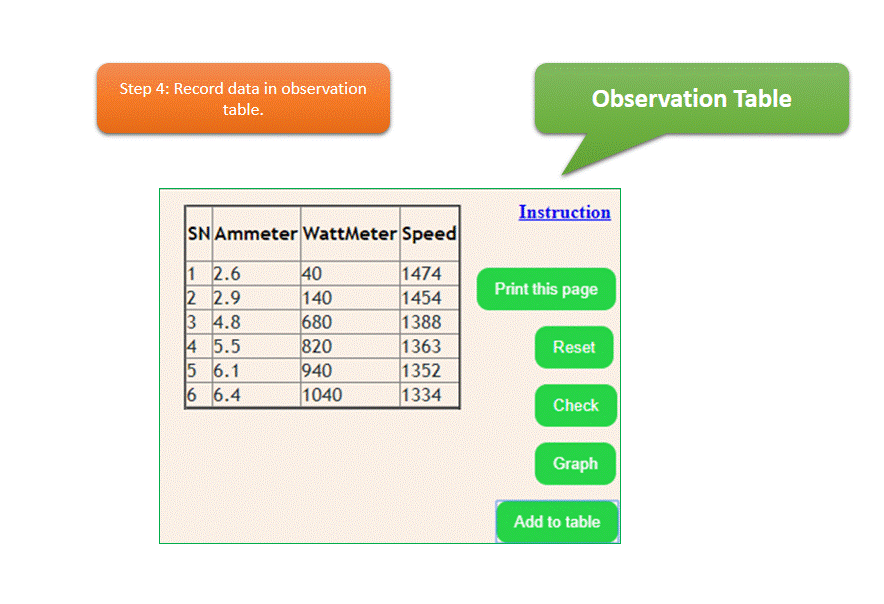 Step 4: Record data in observation
table.
Observation Table
Instruction
SN Ammeter WattMeter Speed
1 2.6 40 1474
2 2.9 140 1454
3 4.8 680 1388
4 5.5 820 1363
5 6.1 940 1352
6 6.4 1040 1334
Print this page
Reset
Check
Graph
Add to table